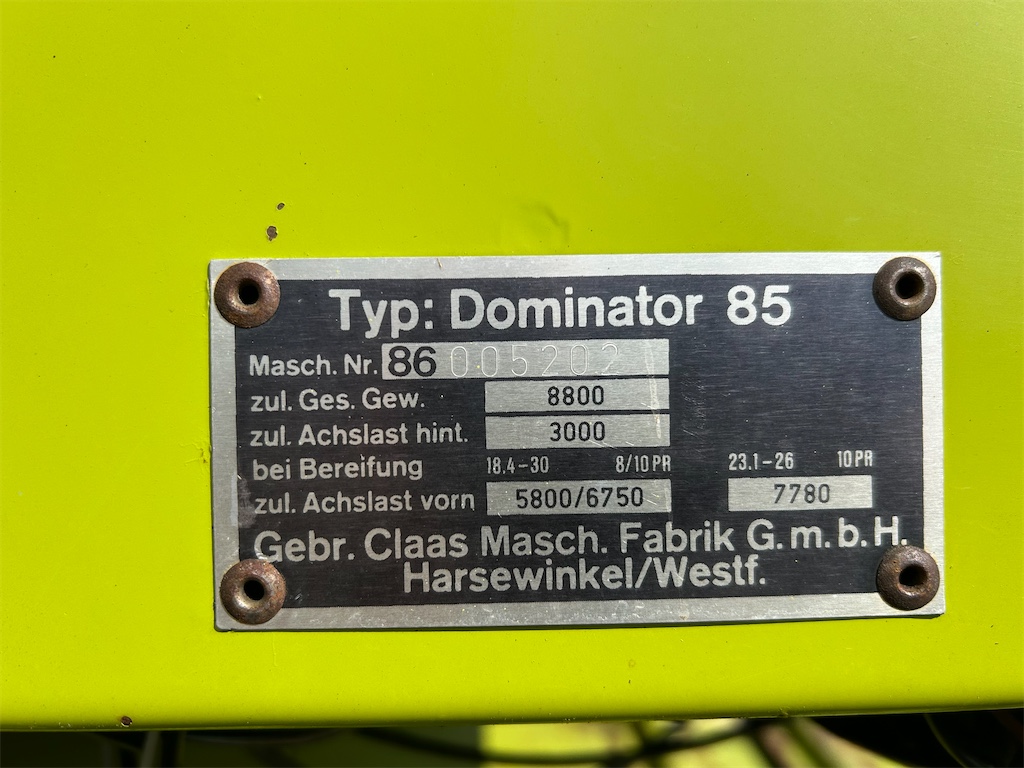 Typ: Dominator 85
Masch. Nr. 86 005202
zul. Ges. Gew. 8800
zul. Achslast hint. 3000
bei Bereifung 18.4-30 8/10 PR 23.1-26 10 PR
zul. Achslast vorn 5800/6750 7780
Gebr. Claas Masch. Fabrik G.m.b.H.
Harsewinkel/Westf.